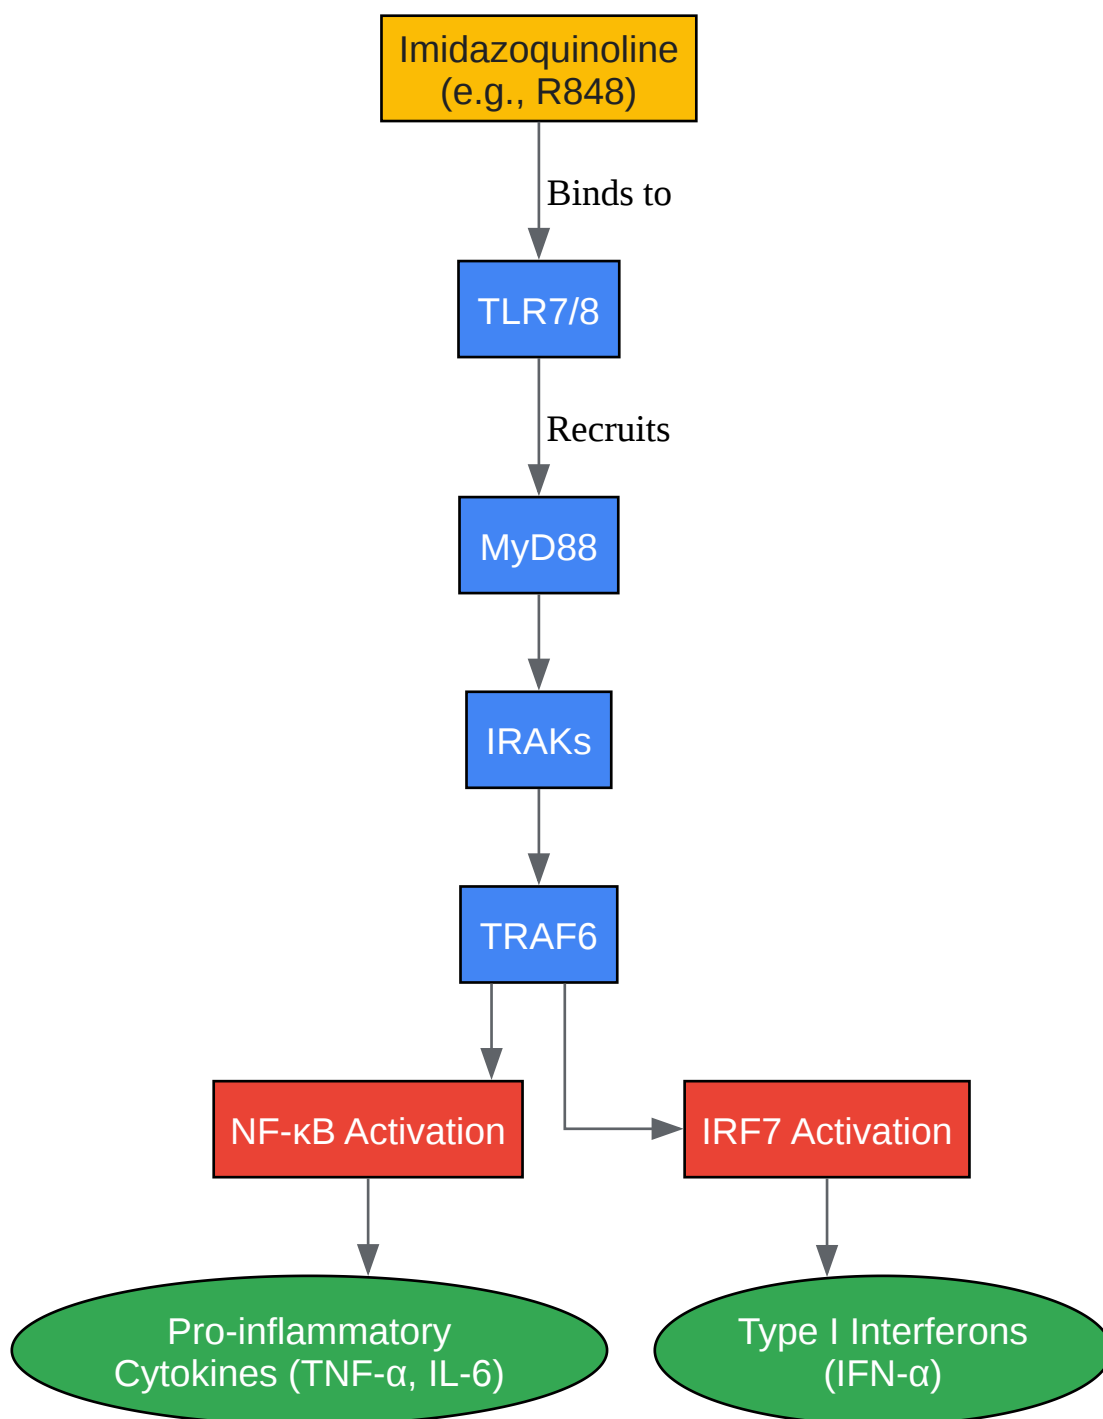 Imidazoquinoline
(e.g., R848)
Binds to
TLR7/8
Recruits
MyD88
IRAKs
TRAF6
NF-κB Activation
IRF7 Activation
Pro-inflammatory
Cytokines (TNF-α, IL-6)
Type I Interferons
(IFN-α)